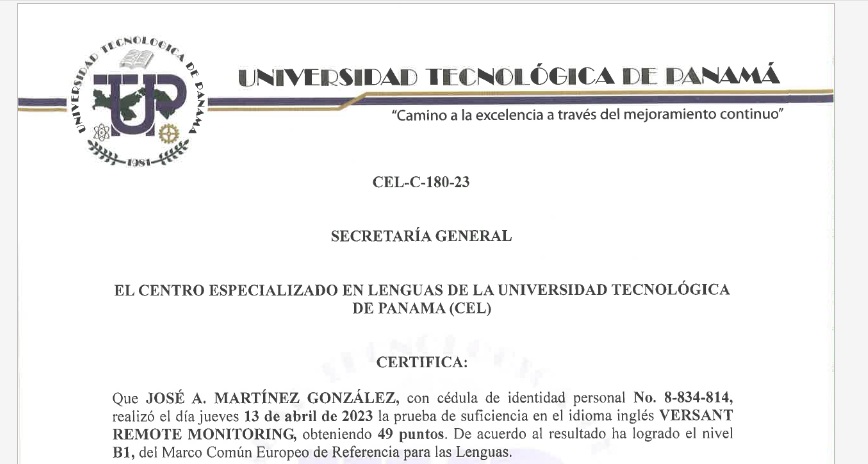 UNIVERSIDAD TECNOLÓGICA DE PANAMÁ
1981
UNIVERSIDAD TECNOLÓGICA DE PANAMÁ
"Camino a la excelencia a través del mejoramiento continuo"
CEL-C-180-23
SECRETARÍA GENERAL
EL CENTRO ESPECIALIZADO EN LENGUAS DE LA UNIVERSIDAD TECNOLÓGICA
DE PANAMA (CEL)
CERTIFICA:
Que JOSÉ A. MARTÍNEZ GONZÁLEZ, con cédula de identidad personal No. 8-834-814,
realizó el día jueves 13 de abril de 2023 la prueba de suficiencia en el idioma inglés VERSANT
REMOTE MONITORING, obteniendo 49 puntos. De acuerdo al resultado ha logrado el nivel
B1, del Marco Común Europeo de Referencia para las Lenguas.